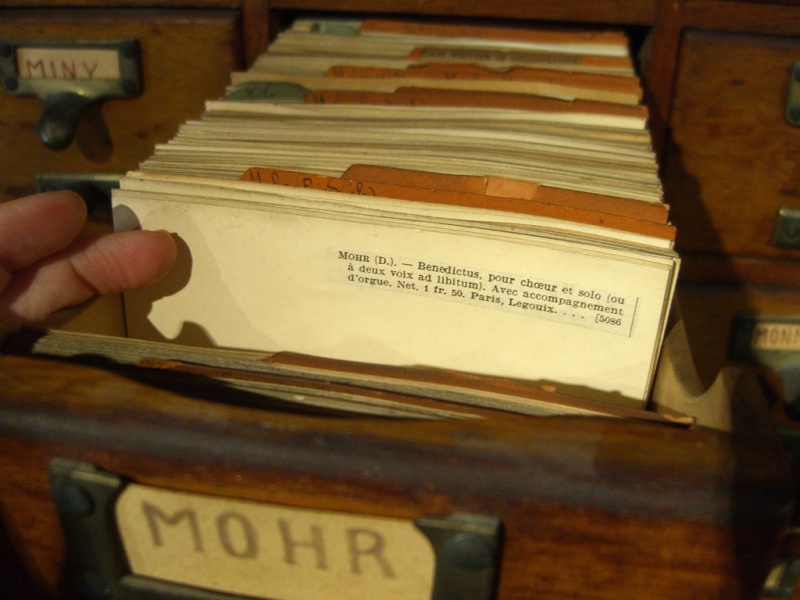 MINY
MOHR (D.). — Benedictus, pour chœur et solo (ou
à deux voix ad libitum). Avec accompagnement
d'orgue. Net, 1 fr. 50. Paris, Legouix. . . . [5086
MOHR